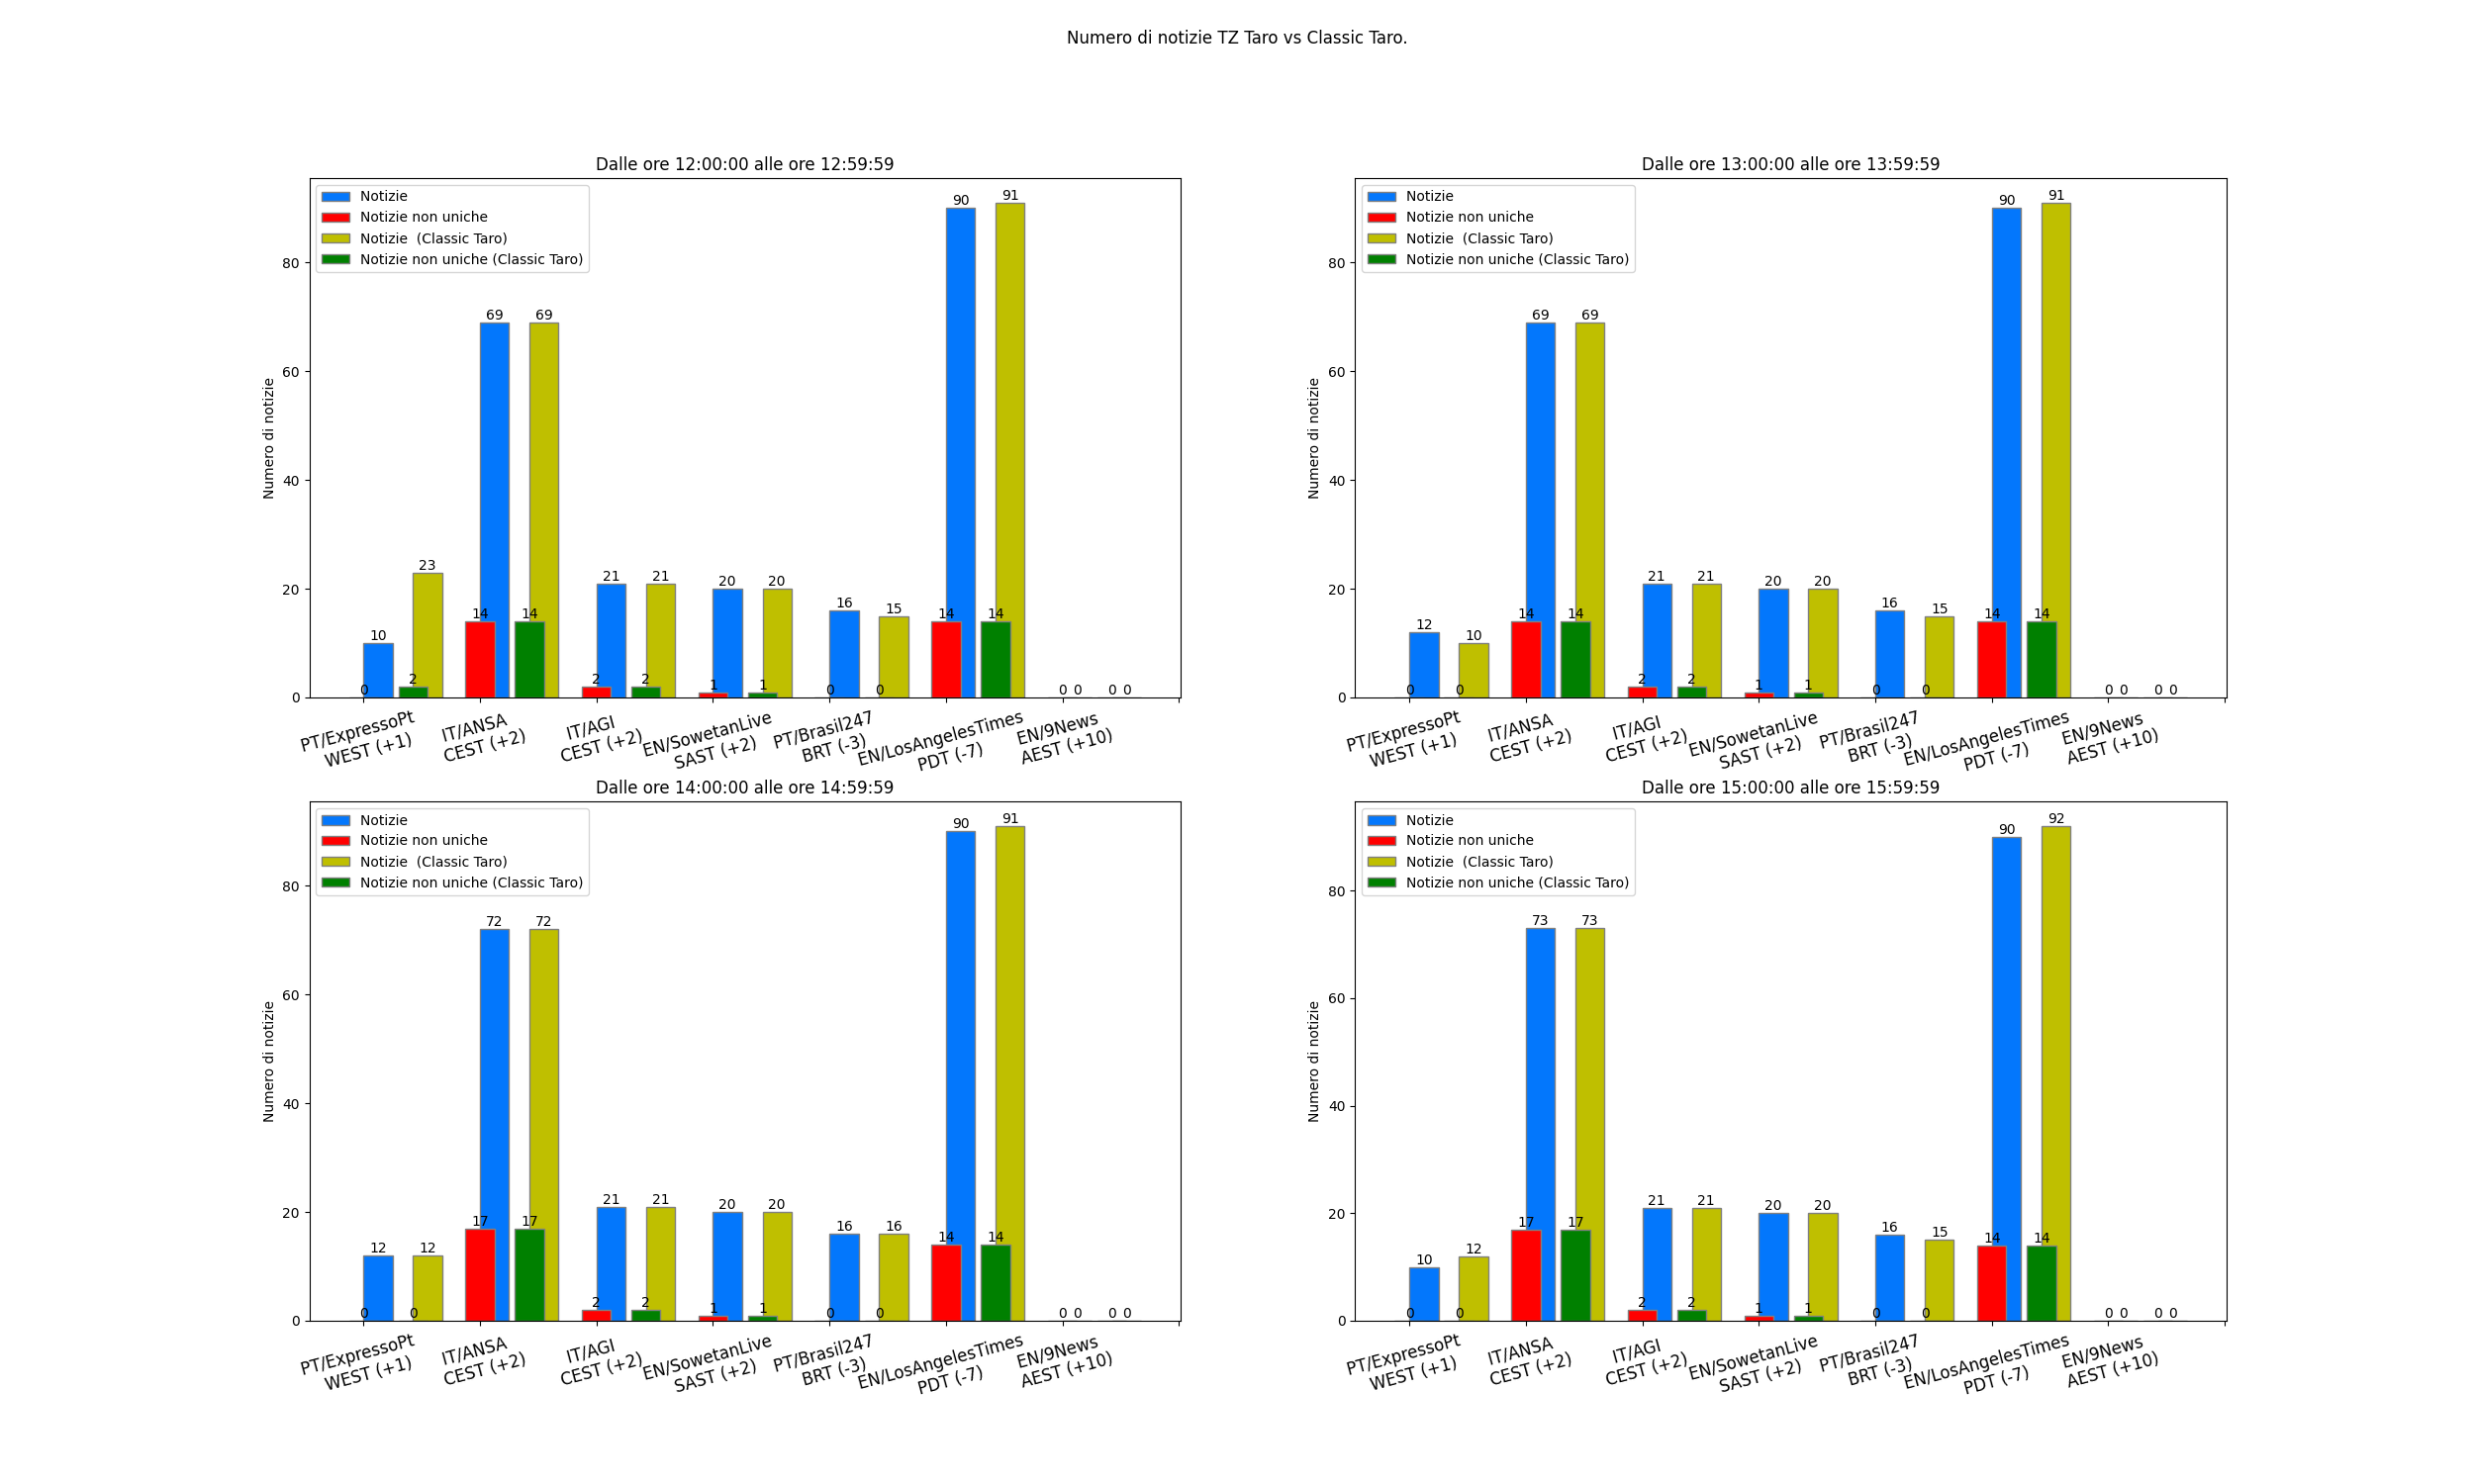 Numero di notizie TZ Taro vs Classic Taro.
Dalle ore 12:00:00 alle ore 12:59:59
Notizie
Notizie non uniche
Notizie  (Classic Taro)
Notizie non uniche (Classic Taro)
Numero di notizie
80
60
40
20
0
10 23 69 69 21 21 20 20 16 15 90 91 0 0
0 2 14 14 2 2 1 1 0 0 14 14 0 0
PT/ExpressoPt
WEST (+1)
IT/ANSA
CEST (+2)
IT/AGI
CEST (+2)
EN/SowetanLive
SAST (+2)
PT/Brasil247
BRT (-3)
EN/LosAngelesTimes
PDT (-7)
EN/9News
AEST (+10)
Dalle ore 13:00:00 alle ore 13:59:59
Notizie
Notizie non uniche
Notizie  (Classic Taro)
Notizie non uniche (Classic Taro)
Numero di notizie
80
60
40
20
0
12 10 69 69 21 21 20 20 16 15 90 91 0 0
0 0 14 14 2 2 1 1 0 0 14 14 0 0
PT/ExpressoPt
WEST (+1)
IT/ANSA
CEST (+2)
IT/AGI
CEST (+2)
EN/SowetanLive
SAST (+2)
PT/Brasil247
BRT (-3)
EN/LosAngelesTimes
PDT (-7)
EN/9News
AEST (+10)
Dalle ore 14:00:00 alle ore 14:59:59
Notizie
Notizie non uniche
Notizie  (Classic Taro)
Notizie non uniche (Classic Taro)
Numero di notizie
80
60
40
20
0
12 12 72 72 21 21 20 20 16 16 90 91 0 0
0 0 17 17 2 2 1 1 0 0 14 14 0 0
PT/ExpressoPt
WEST (+1)
IT/ANSA
CEST (+2)
IT/AGI
CEST (+2)
EN/SowetanLive
SAST (+2)
PT/Brasil247
BRT (-3)
EN/LosAngelesTimes
PDT (-7)
EN/9News
AEST (+10)
Dalle ore 15:00:00 alle ore 15:59:59
Notizie
Notizie non uniche
Notizie  (Classic Taro)
Notizie non uniche (Classic Taro)
Numero di notizie
80
60
40
20
0
10 12 73 73 21 21 20 20 16 15 90 92 0 0
0 0 17 17 2 2 1 1 0 0 14 14 0 0
PT/ExpressoPt
WEST (+1)
IT/ANSA
CEST (+2)
IT/AGI
CEST (+2)
EN/SowetanLive
SAST (+2)
PT/Brasil247
BRT (-3)
EN/LosAngelesTimes
PDT (-7)
EN/9News
AEST (+10)